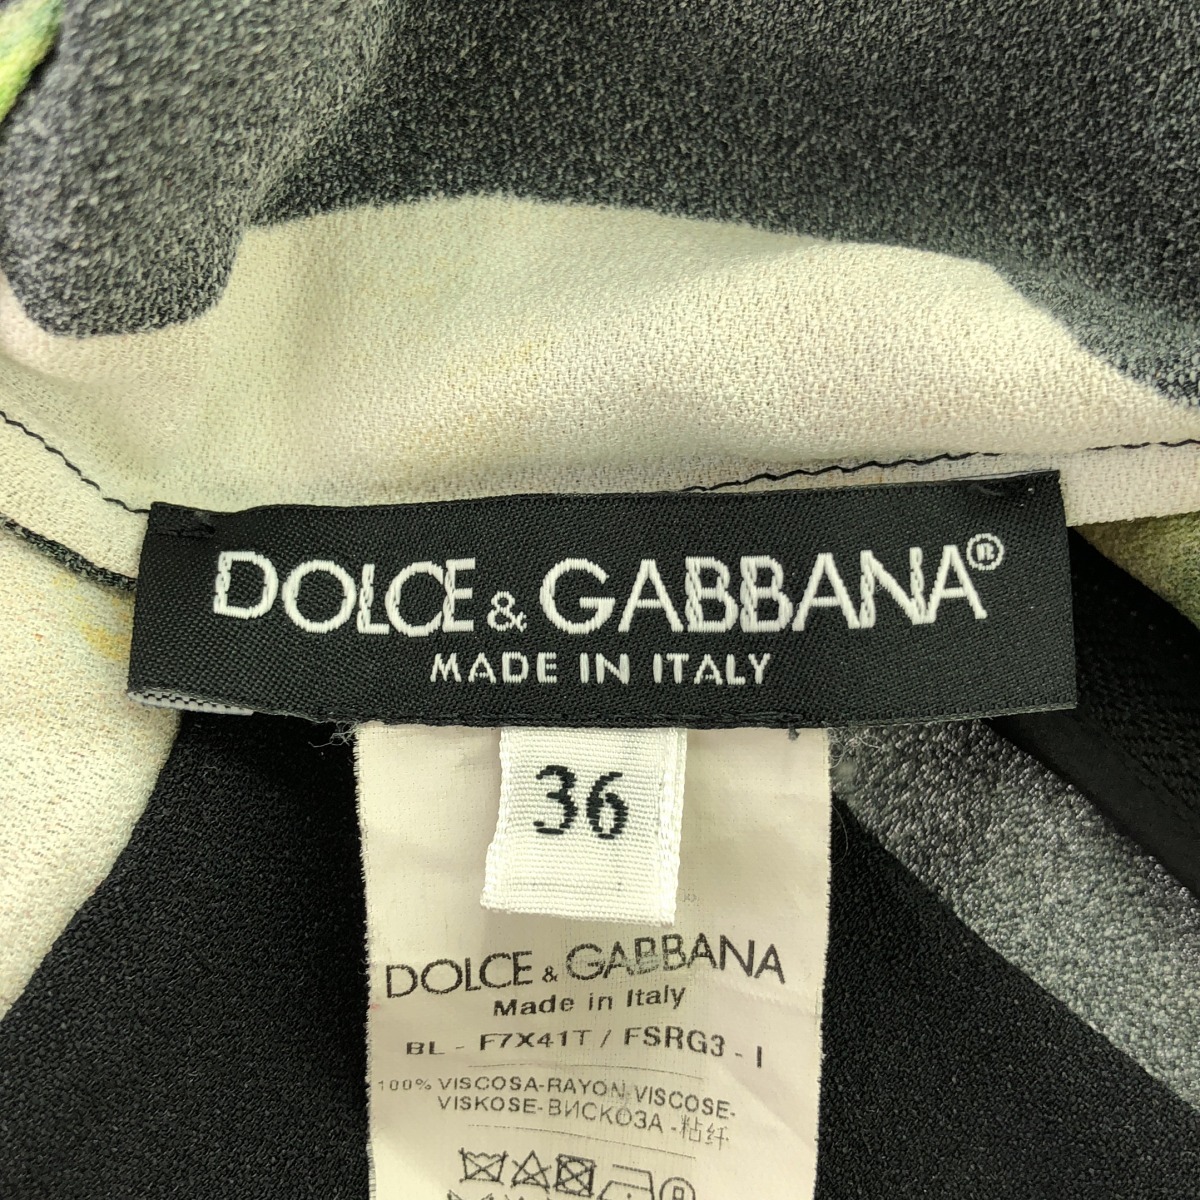 DOLCE & GABBANA®
MADE IN ITALY
36
DOLCE & GABBANA
Made in Italy
BL - F7X41T / FSRG3 - I
100% VISCOSA-RAYON VISCOSE-
VISKOSE-ВИСКОЗА-粘纤